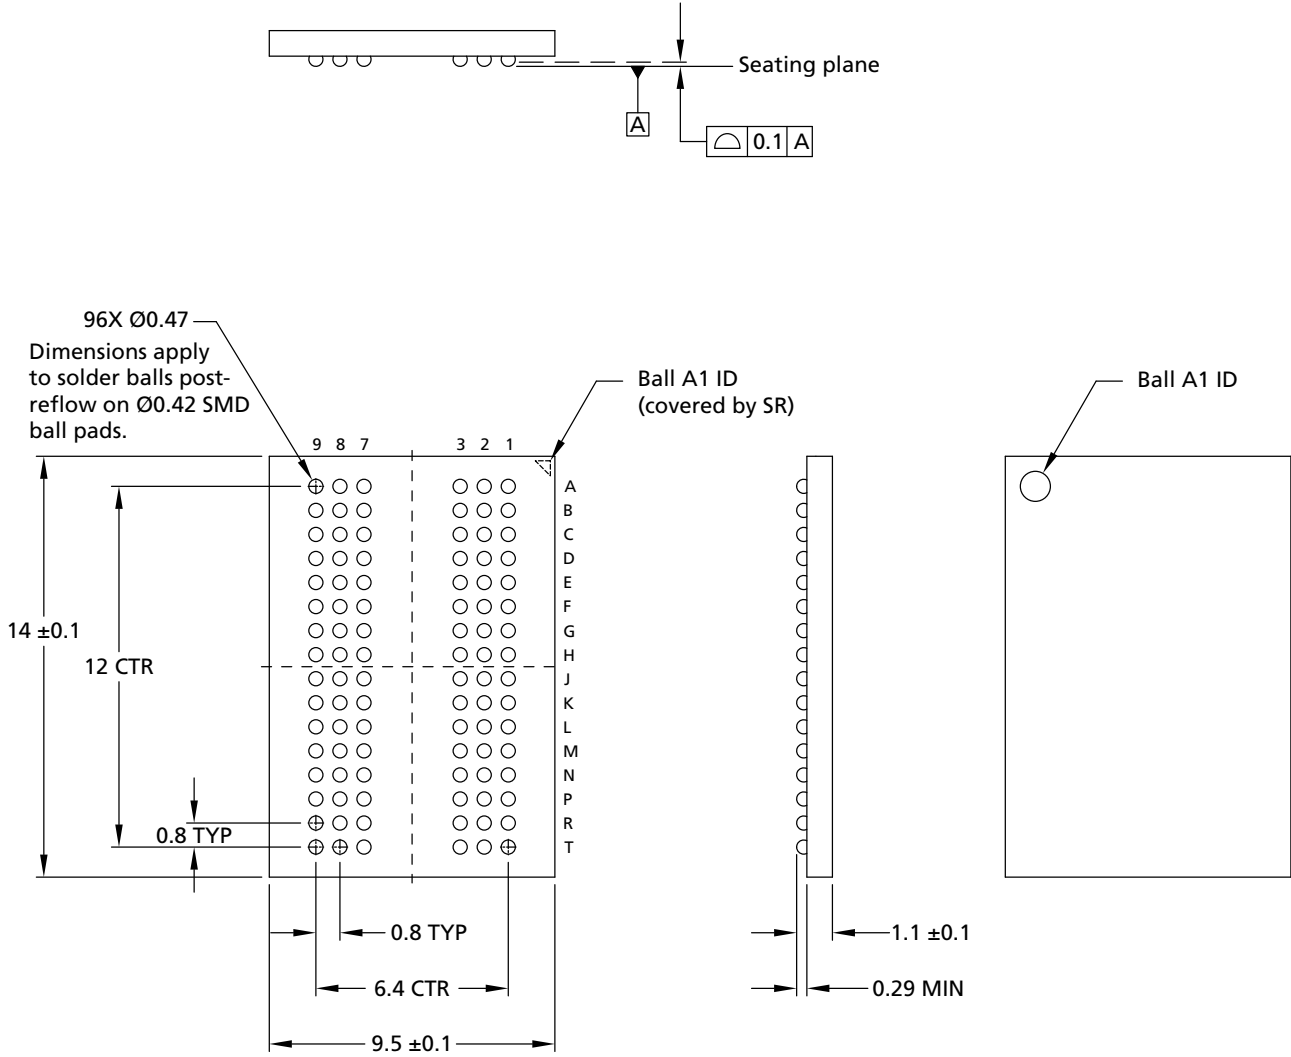 Seating plane
A
0.1 A
96X Ø0.47
Dimensions apply
to solder balls post-
reflow on Ø0.42 SMD
ball pads.
Ball A1 ID
(covered by SR)
Ball A1 ID
9 8 7 3 2 1
A
B
C
D
E
F
G
H
J
K
L
M
N
P
R
T
14 ±0.1
12 CTR
0.8 TYP
0.8 TYP
6.4 CTR
9.5 ±0.1
1.1 ±0.1
0.29 MIN